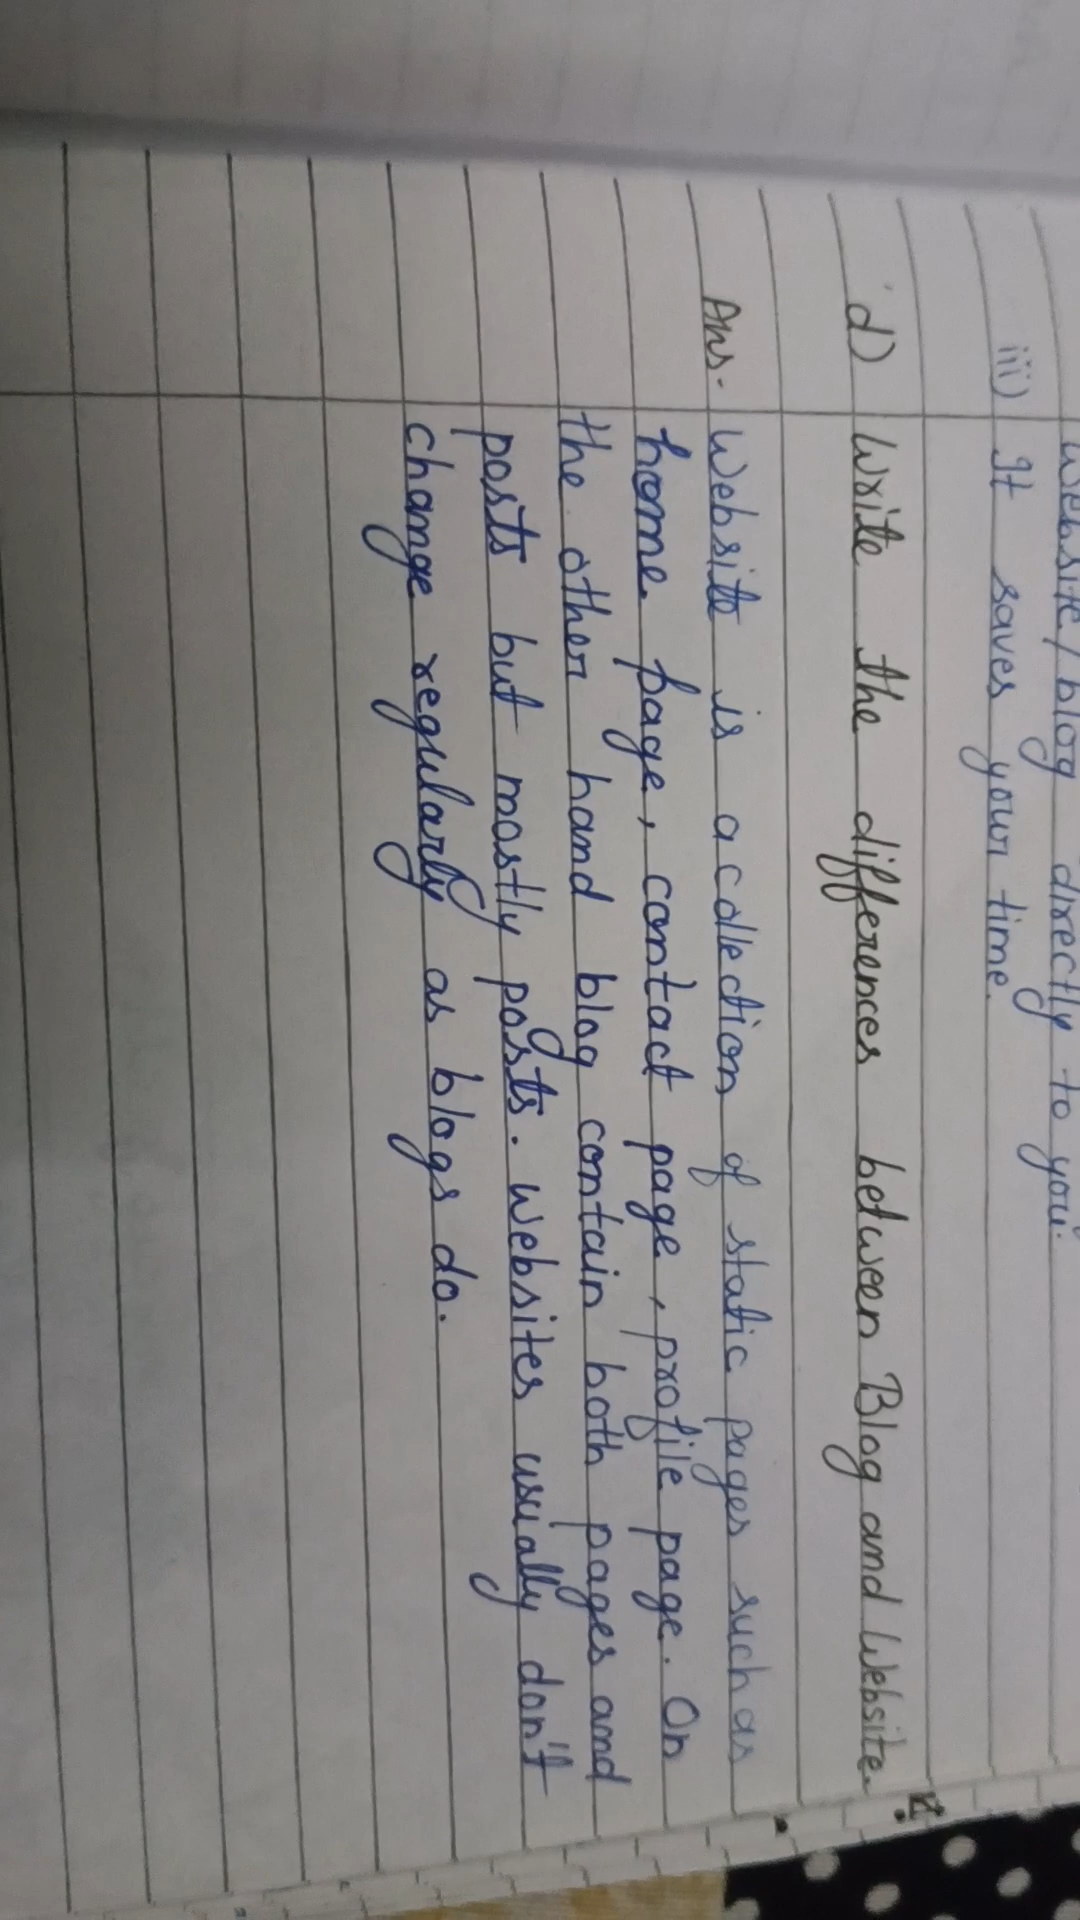 website/blog directly to you.
iii) It saves your time.
d) Write the differences between Blog and Website.
Ans- Website is a collection of static pages such as
home page, contact page, profile page. On
the other hand blog contain both pages and
posts but mostly posts. Websites usually don't
change regularly as blogs do.